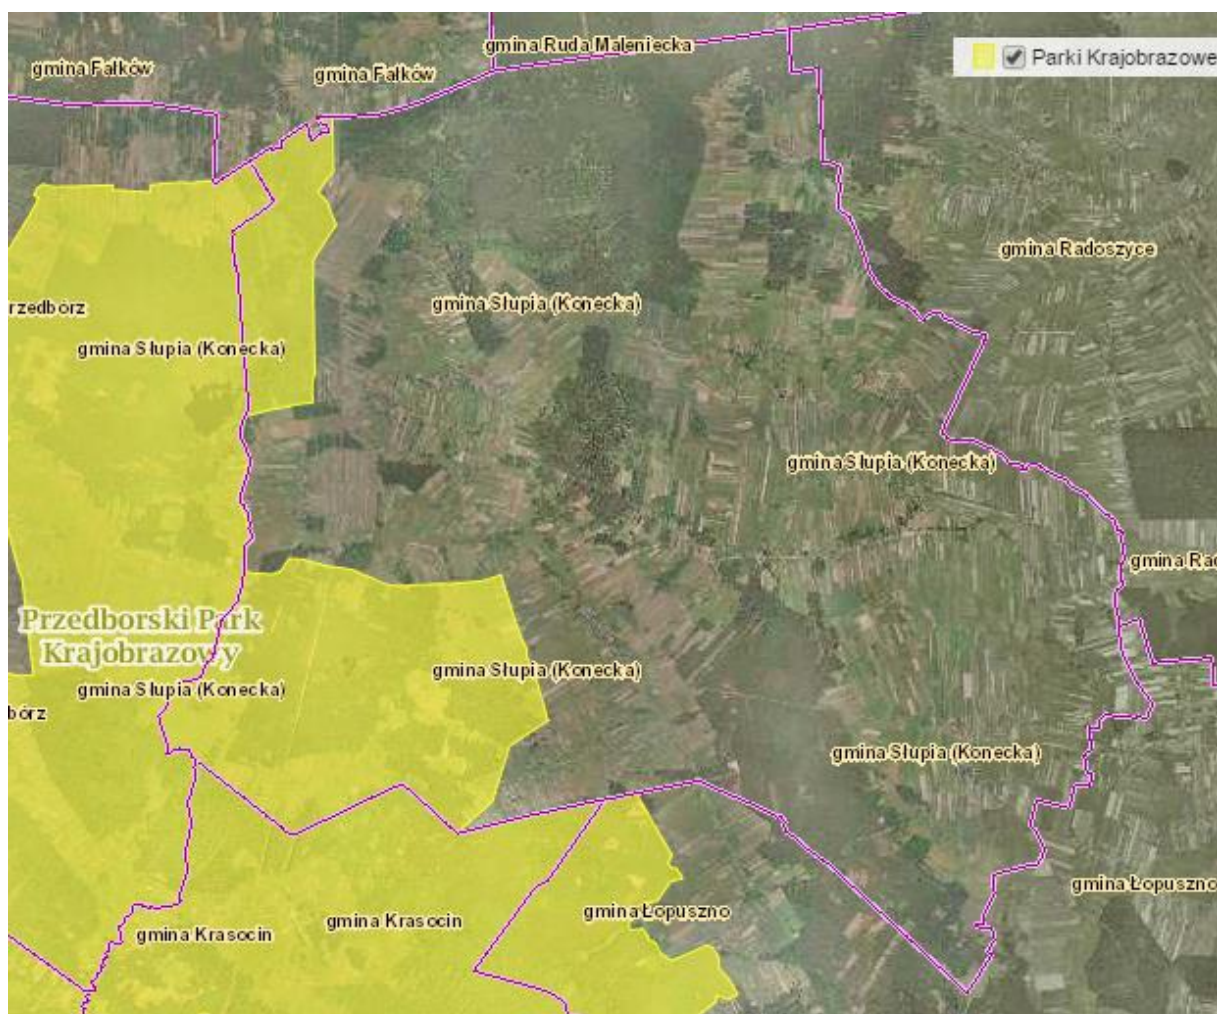 gmina Ruda Maleniecka
Parki Krajobrazowe
gmina Fałków
gmina Fałków
gmina Radoszyce
gmina Słupia (Konecka)
rzedbórz
gmina Słupia (Konecka)
gmina Słupia (Konecka)
gmina Rad
Przedborski Park
Krajobrazowy
gmina Słupia (Konecka)
gmina Słupia (Konecka)
bórz
gmina Słupia (Konecka)
gmina Łopuszno
gmina Łopuszno
gmina Krasocin
gmina Krasocin